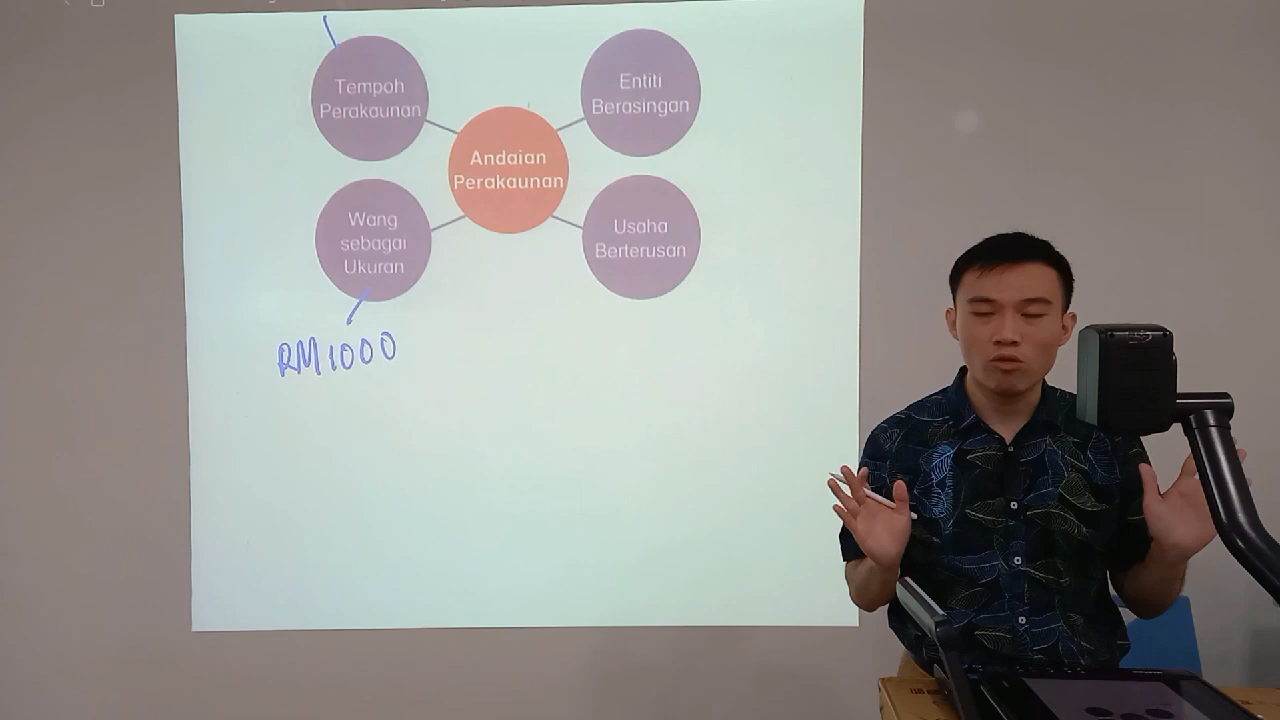 Tempoh
Perakaunan
Entiti
Berasingan
Andaian
Perakaunan
Wang
sebagai
Ukuran
Usaha
Berterusan
RM1000